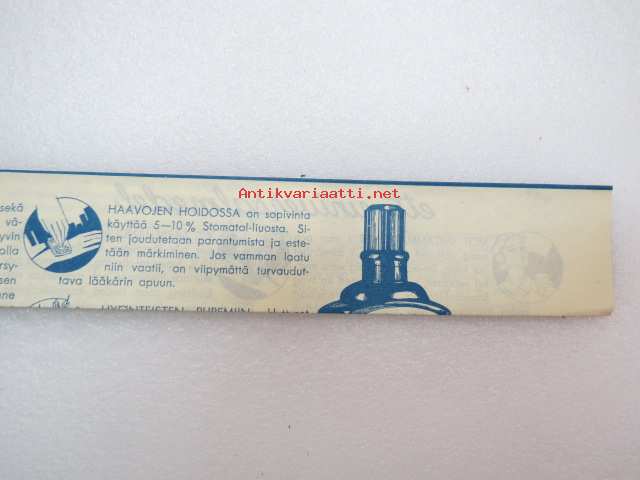 Antikvariaatti.net
sekä
vä-
yvin
olla
rsy-
sen
ne
HAAVOJEN HOIDOSSA on sopivinta
käyttää 5—10 % Stomatol-liuosta. Si-
ten joudutetaan parantumista ja este-
tään märkiminen. Jos vamman laatu
niin vaatii, on viipymättä turvaudut-
tava lääkärin apuun.